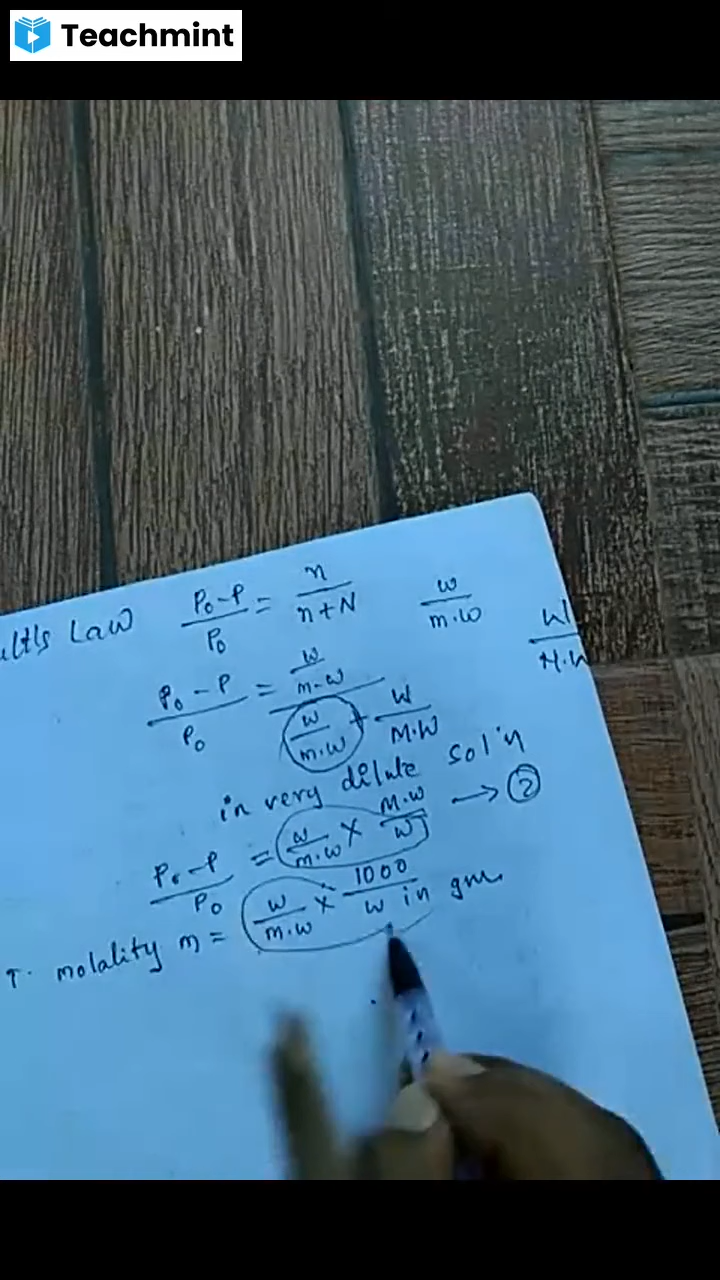 Teachmint
Law P₀-P/P₀ = n/n+N w/m.w W/M.W
P₀-P/P₀ = w/m.w / w/m.w + W/M.W
in very dilute sol'n
P₀-P/P₀ = w/m.w × M.W/W → ②
molality m = w/m.w × 1000/W in gm